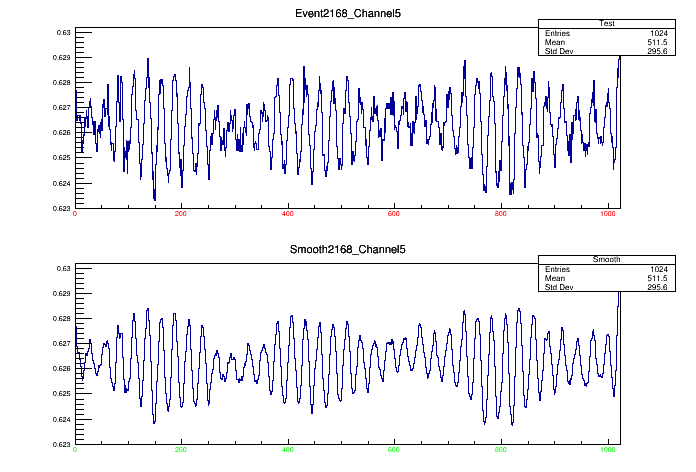 Event2168_Channel5
Test
Entries 1024
Mean 511.5
Std Dev 295.6
0.63
0.629
0.628
0.627
0.626
0.625
0.624
0.623
0 200 400 600 800 1000
Smooth2168_Channel5
Smooth
Entries 1024
Mean 511.5
Std Dev 295.6
0.63
0.629
0.628
0.627
0.626
0.625
0.624
0.623
0 200 400 600 800 1000